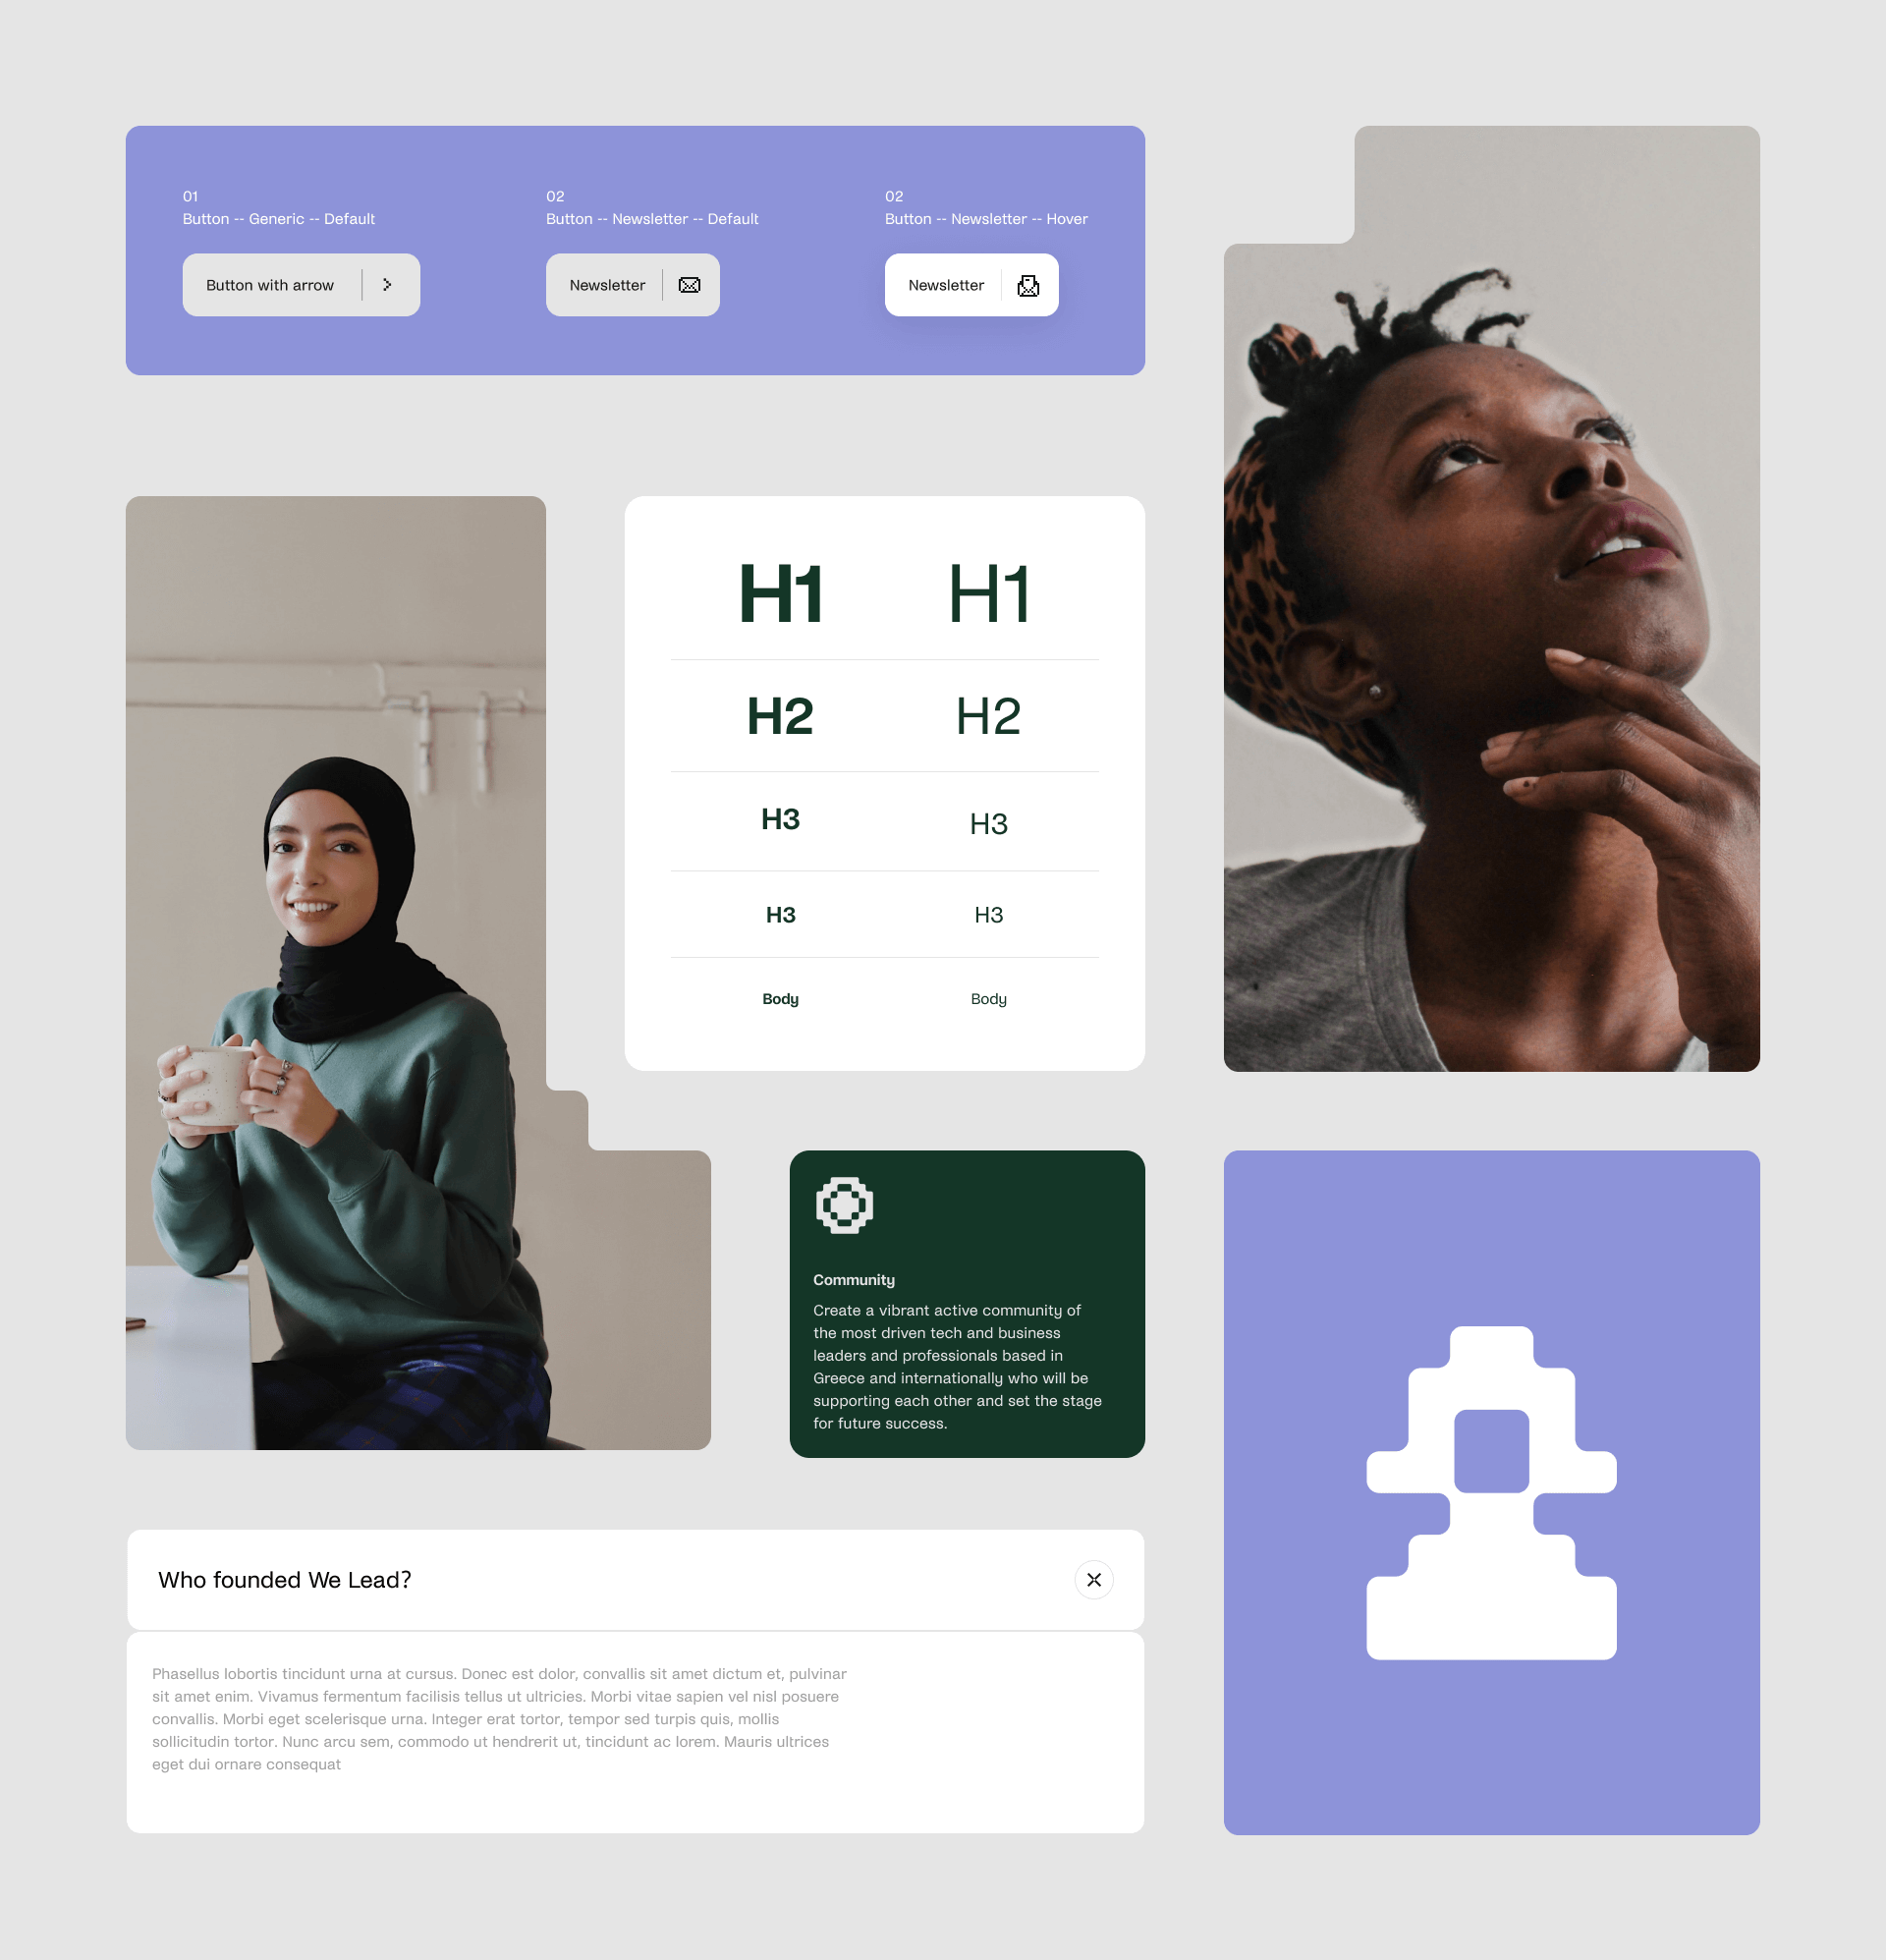 01
Button -- Generic -- Default
Button with arrow
02
Button -- Newsletter -- Default
Newsletter
02
Button -- Newsletter -- Hover
Newsletter
H1 H1
H2 H2
H3 H3
H3 H3
Body Body
Community
Create a vibrant active community of
the most driven tech and business
leaders and professionals based in
Greece and internationally who will be
supporting each other and set the stage
for future success.
Who founded We Lead?
Phasellus lobortis tincidunt urna at cursus. Donec est dolor, convallis sit amet dictum et, pulvinar
sit amet enim. Vivamus fermentum facilisis tellus ut ultricies. Morbi vitae sapien vel nisl posuere
convallis. Morbi eget scelerisque urna. Integer erat tortor, tempor sed turpis quis, mollis
sollicitudin tortor. Nunc arcu sem, commodo ut hendrerit ut, tincidunt ac lorem. Mauris ultrices
eget dui ornare consequat